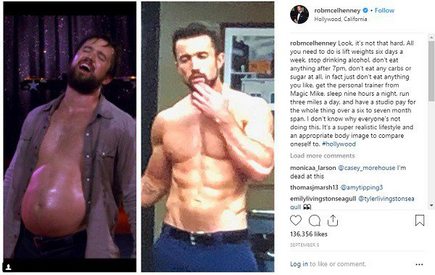 robmcelhenney • Follow
Hollywood, California
robmcelhenney Look, it's not that hard. All
you need to do is lift weights six days a
week, stop drinking alcohol, don't eat
anything after 7pm, don't eat any carbs or
sugar at all, in fact just don't eat anything
you like, get the personal trainer from
Magic Mike, sleep nine hours a night, run
three miles a day, and have a studio pay for
the whole thing over a six to seven month
span. I don't know why everyone's not
doing this. It's a super realistic lifestyle and
an appropriate body image to compare
oneself to. #hollywood
Load more comments
monicaa_larson @casey_morehouse I'm
dead at this
thomasjmarsh13 @amytipping3
emilylivingstonseagull @tylerlivingstonsea
gull 👀
136,356 likes
SEPTEMBER 5
Log in to like or comment.